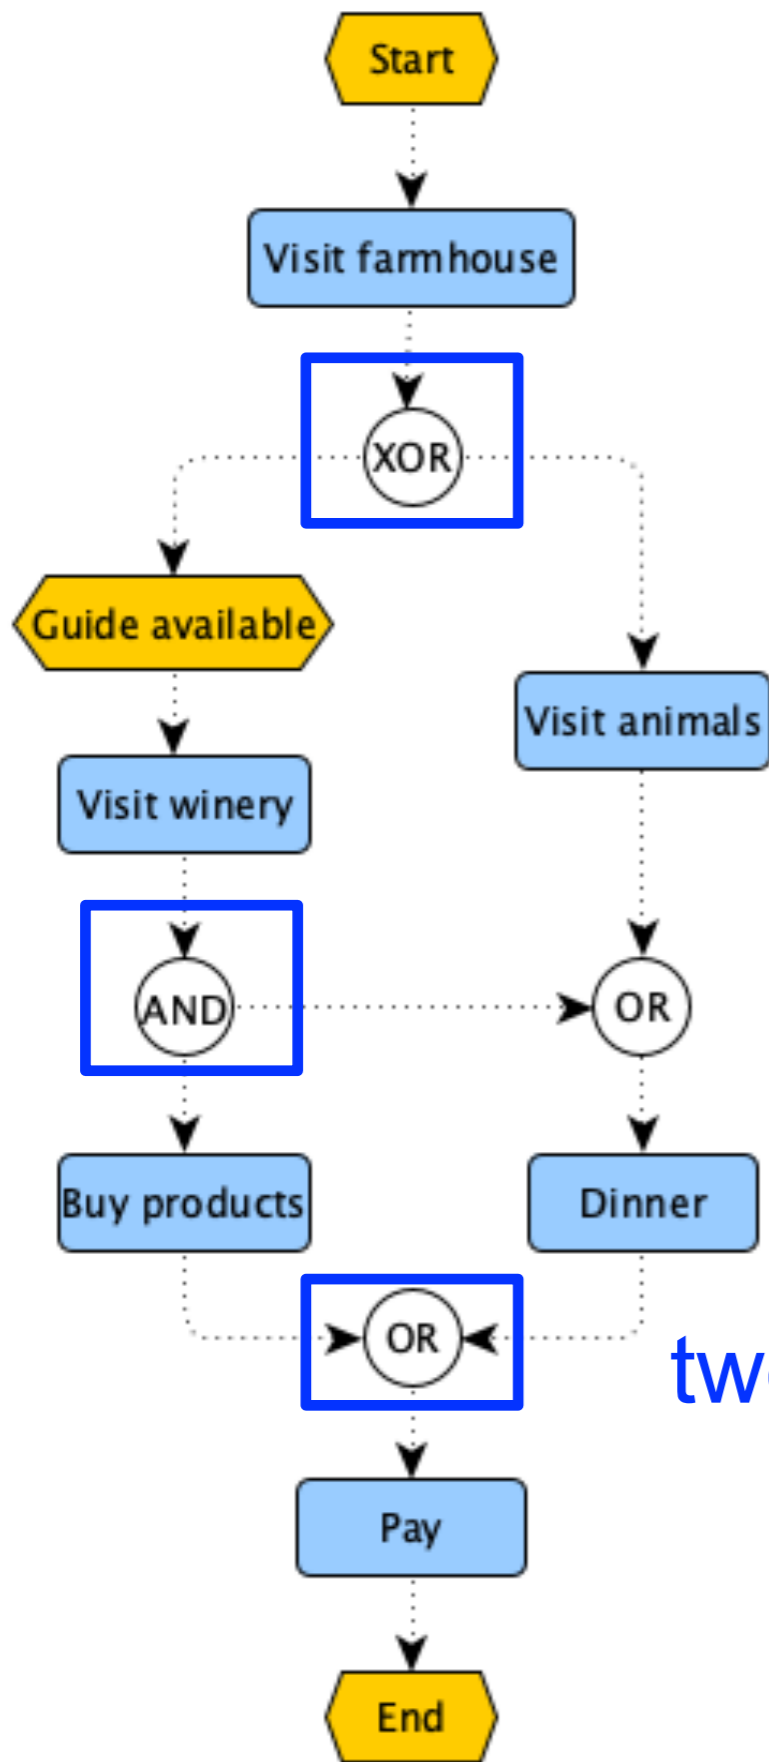 Start
Visit farmhouse
XOR
Guide available
Visit animals
Visit winery
AND
OR
Buy products
Dinner
OR
Pay
End